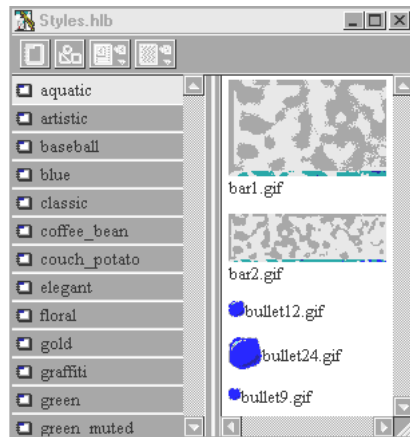 Styles.hlb
aquatic
artistic
baseball
blue
classic
coffee_bean
couch_potato
elegant
floral
gold
graffiti
green
green_muted
bar1.gif
bar2.gif
bullet12.gif
bullet24.gif
bullet9.gif